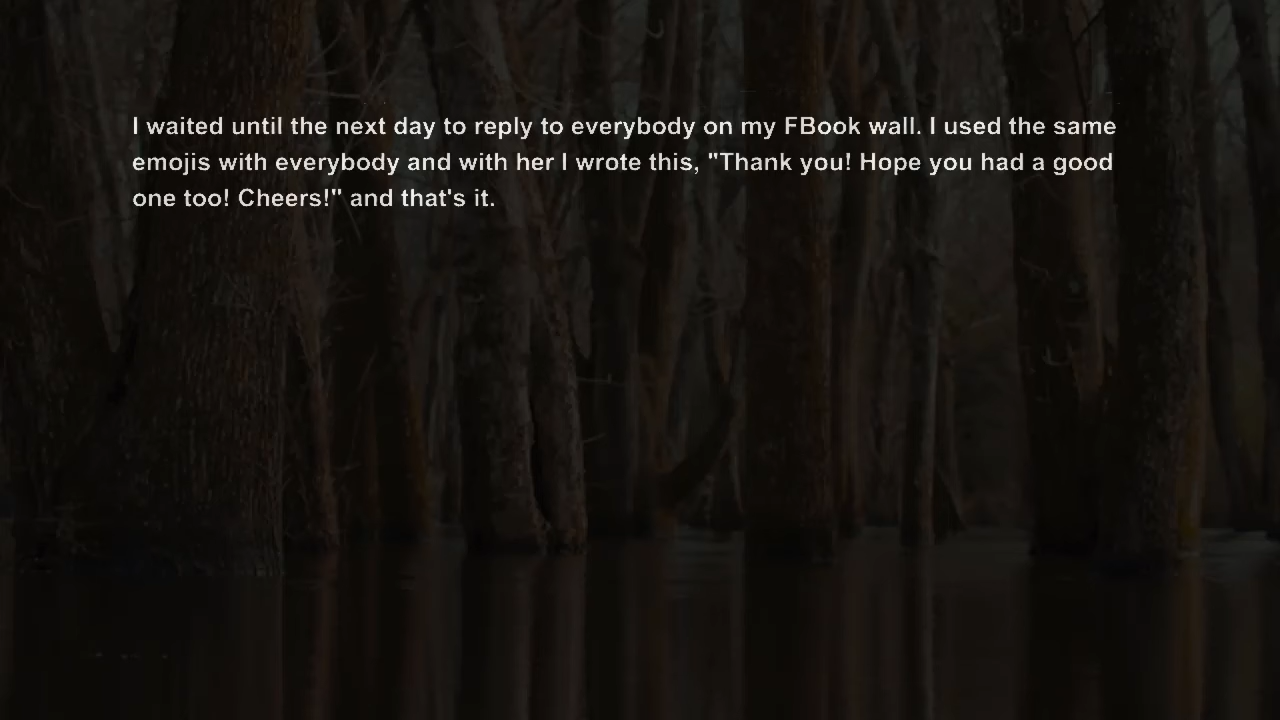 I waited until the next day to reply to everybody on my FBook wall. I used the same
emojis with everybody and with her I wrote this, "Thank you! Hope you had a good
one too! Cheers!" and that's it.